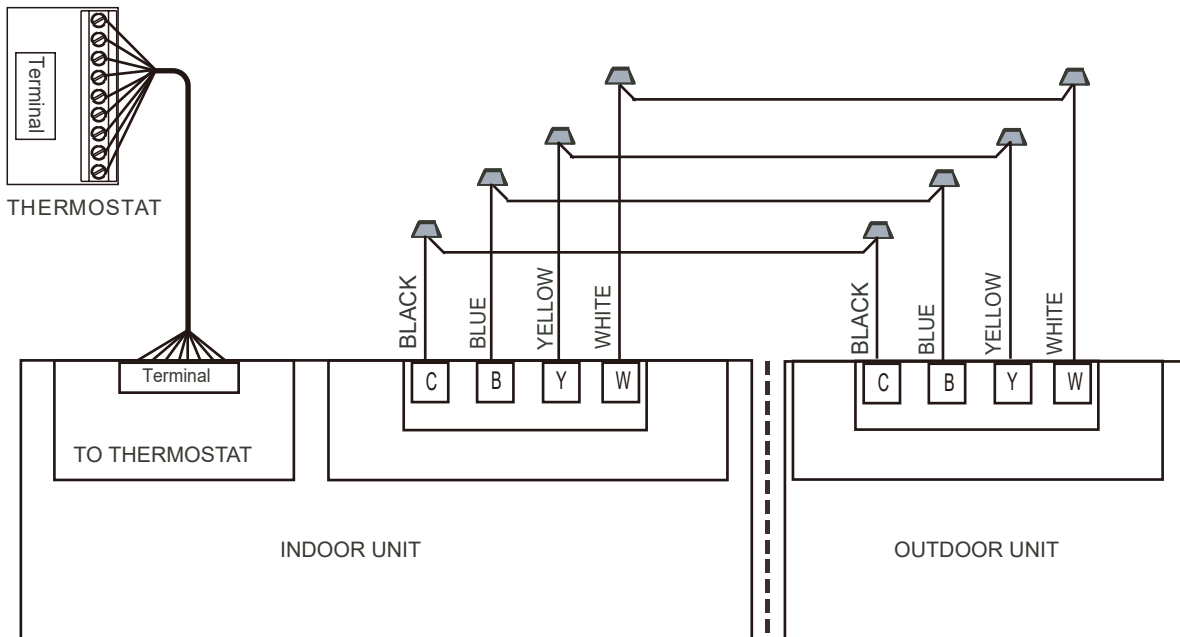 Terminal
THERMOSTAT
BLACK
BLUE
YELLOW
WHITE
BLACK
BLUE
YELLOW
WHITE
Terminal
C
B
Y
W
C
B
Y
W
TO THERMOSTAT
INDOOR UNIT
OUTDOOR UNIT